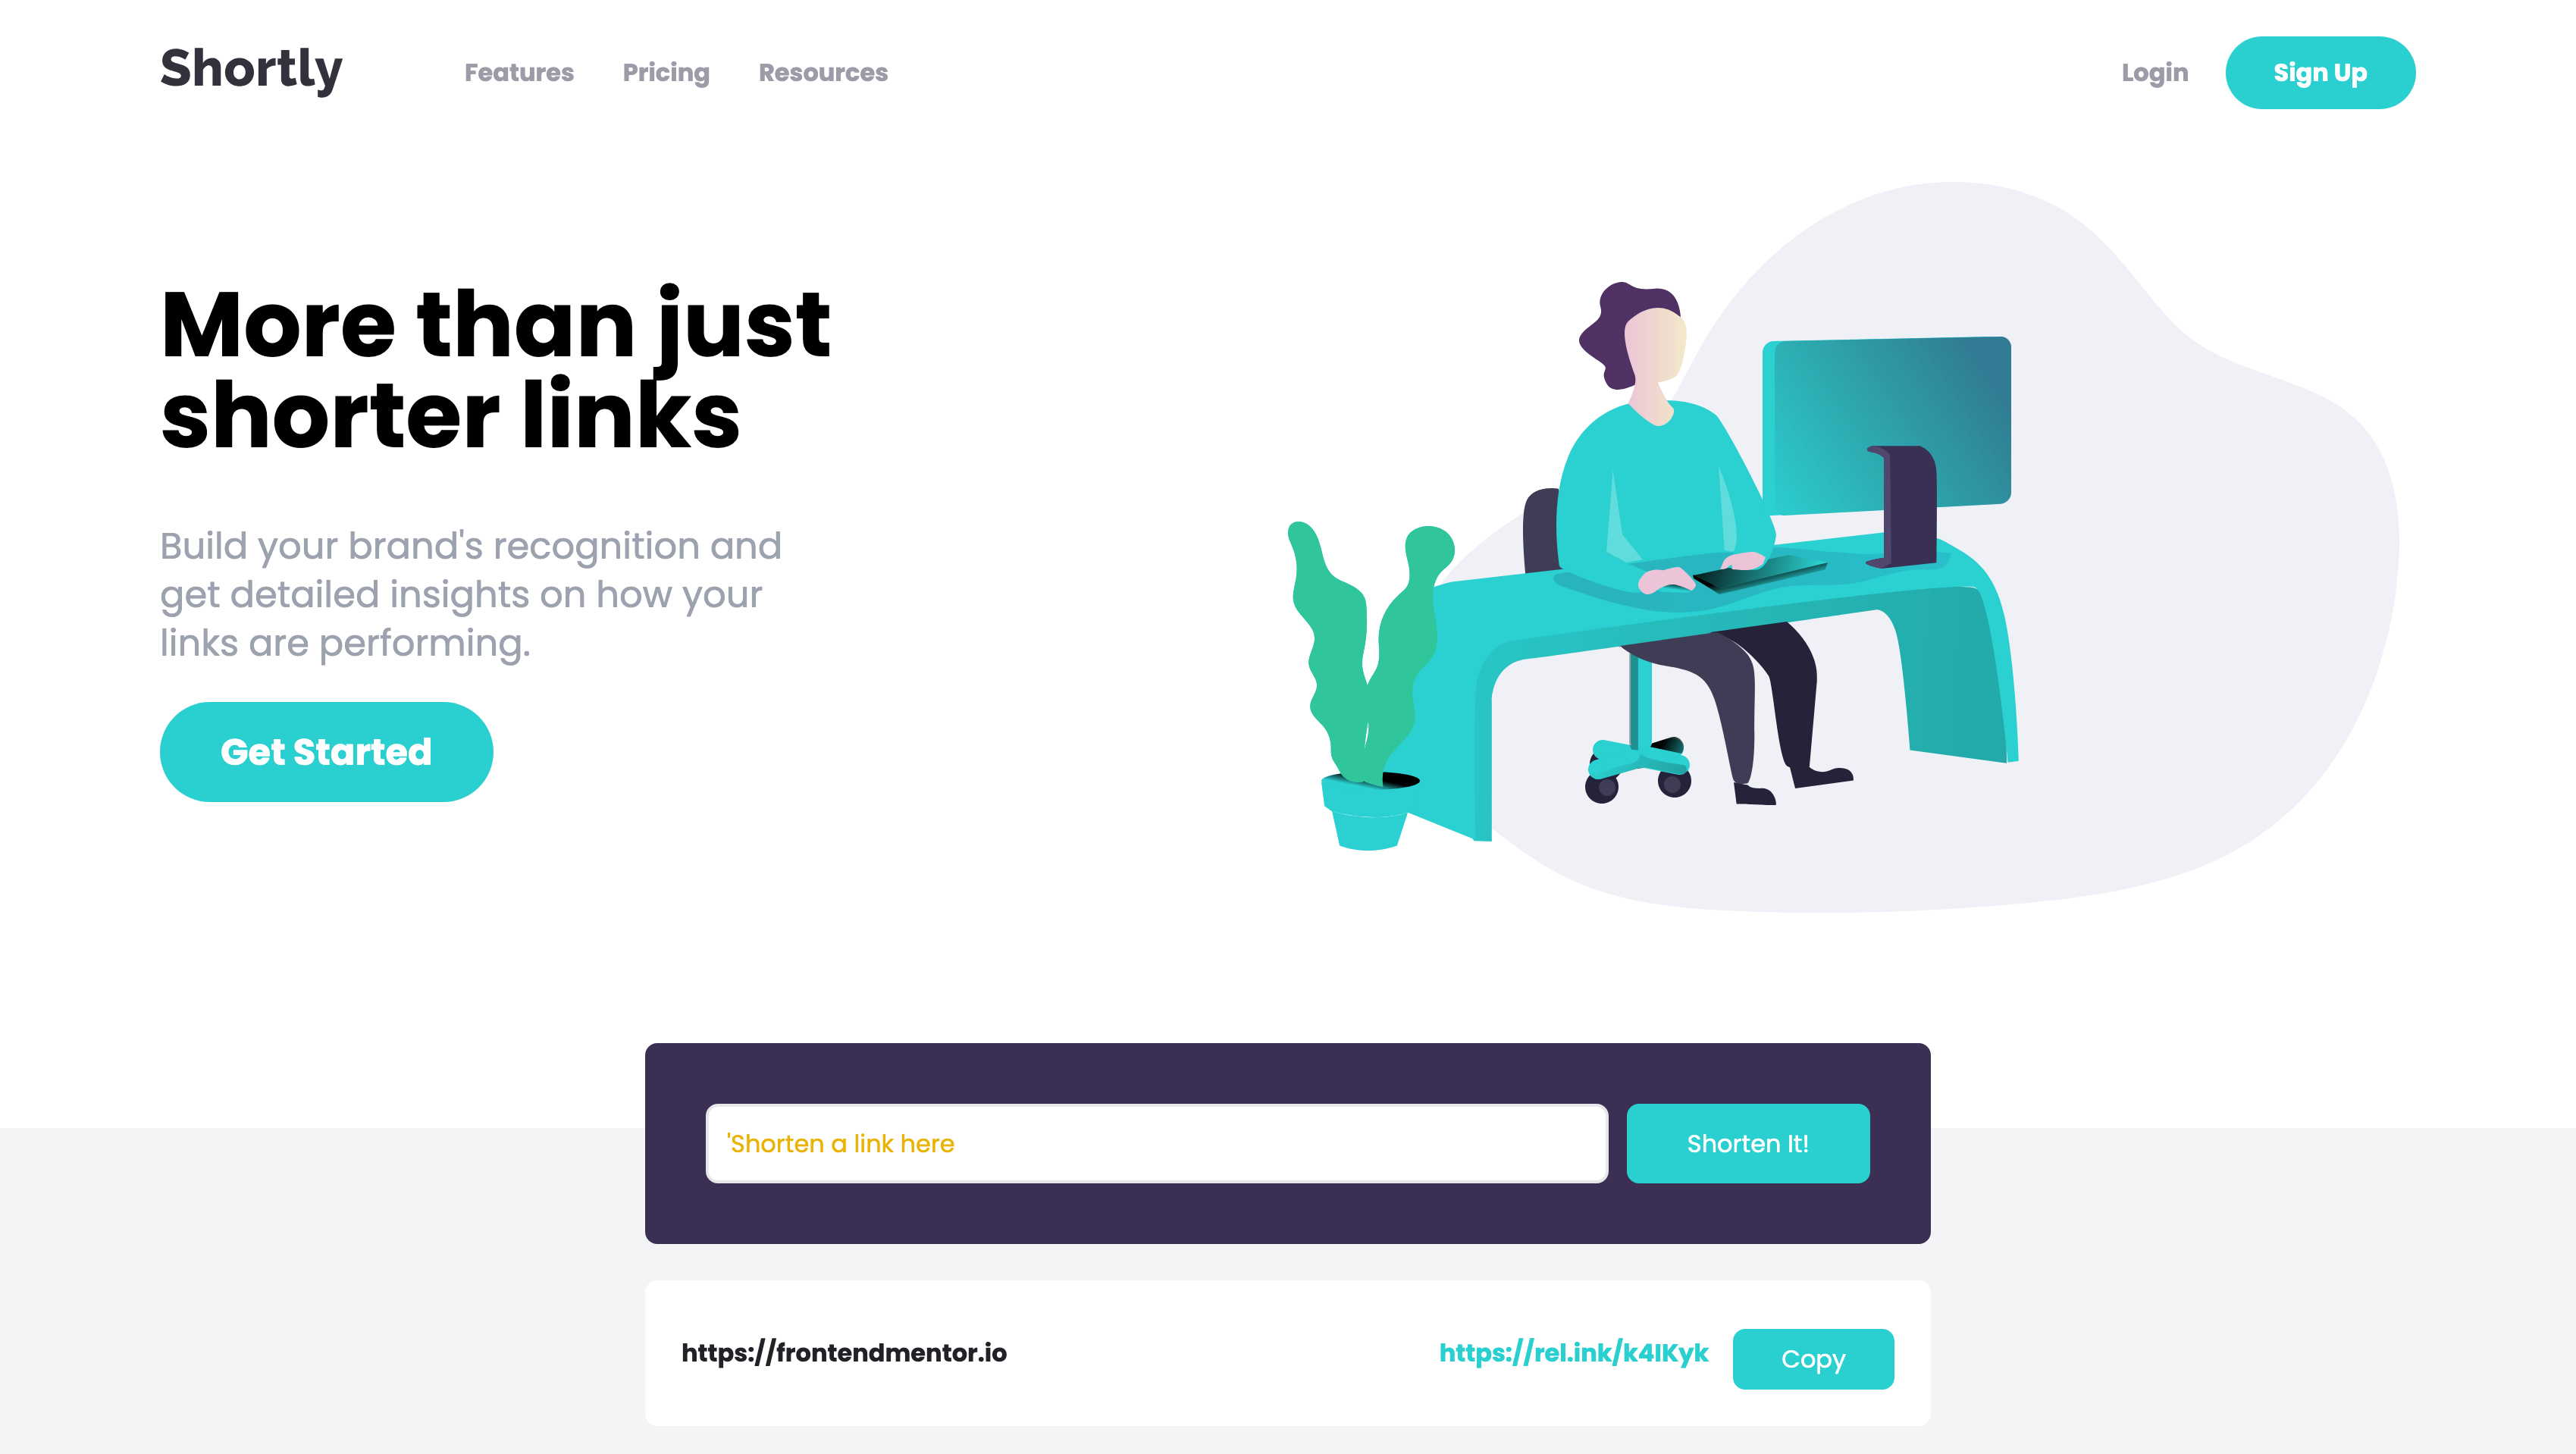 Shortly
Features
Pricing
Resources
Login
Sign Up
More than just
shorter links
Build your brand's recognition and
get detailed insights on how your
links are performing.
Get Started
'Shorten a link here
Shorten It!
https://frontendmentor.io
https://rel.ink/k4IKyk
Copy